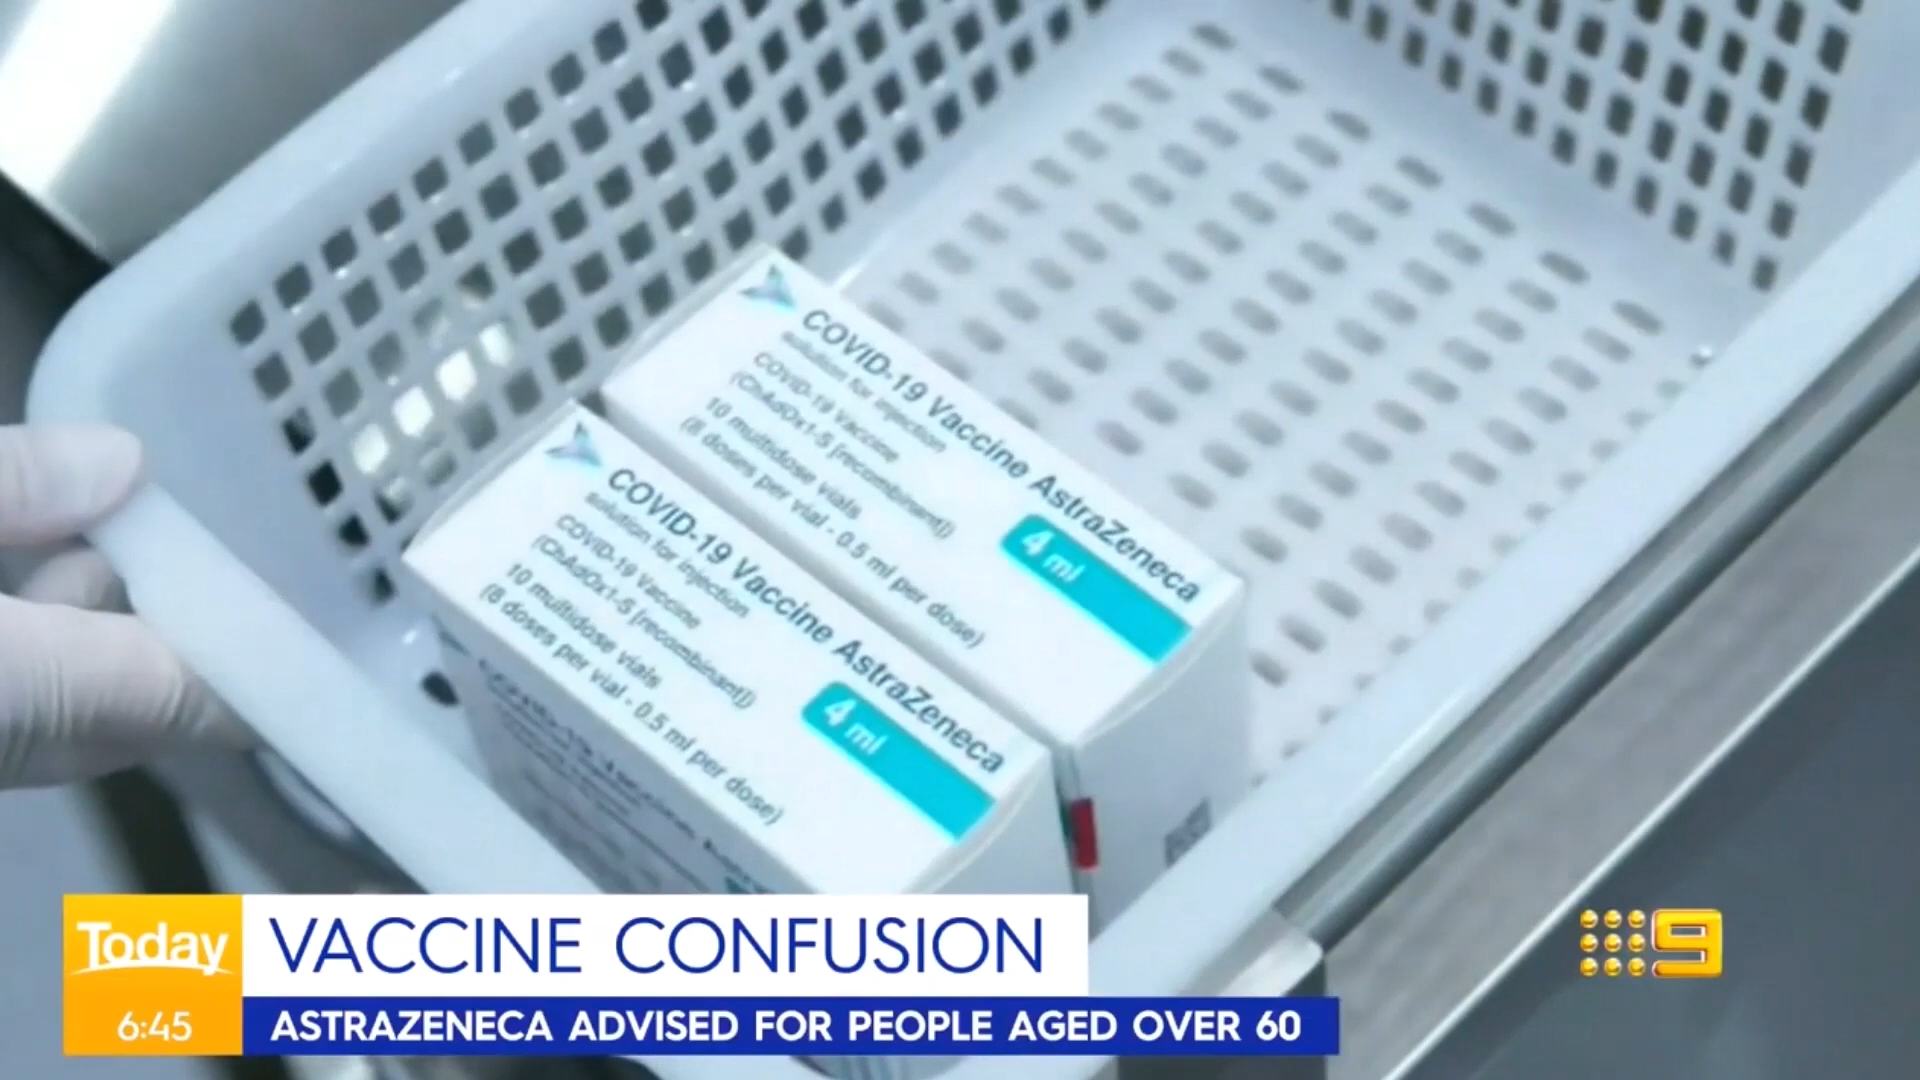 COVID-19 Vaccine AstraZeneca
solution for injection
COVID-19 Vaccine
(ChAdOx1-S [recombinant])
10 multidose vials
(8 doses per vial - 0.5 ml per dose)
4 ml
COVID-19 Vaccine AstraZeneca
solution for injection
COVID-19 Vaccine
(ChAdOx1-S [recombinant])
10 multidose vials
(8 doses per vial - 0.5 ml per dose)
4 ml
Today
6:45
VACCINE CONFUSION
ASTRAZENECA ADVISED FOR PEOPLE AGED OVER 60
9